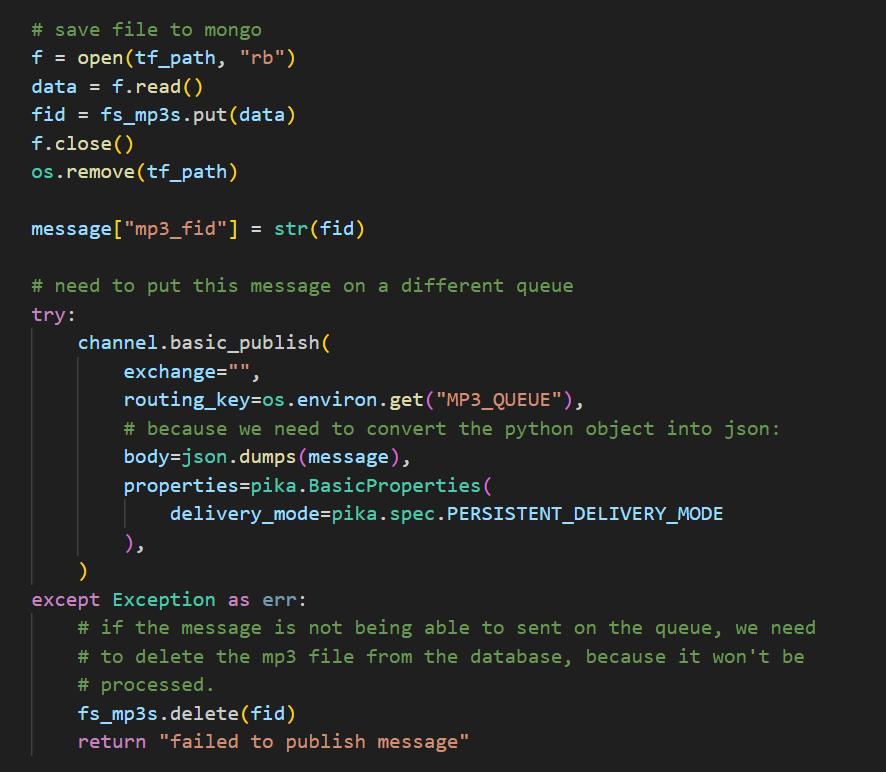 # save file to mongo
f = open(tf_path, "rb")
data = f.read()
fid = fs_mp3s.put(data)
f.close()
os.remove(tf_path)

message["mp3_fid"] = str(fid)

# need to put this message on a different queue
try:
    channel.basic_publish(
        exchange="",
        routing_key=os.environ.get("MP3_QUEUE"),
        # because we need to convert the python object into json:
        body=json.dumps(message),
        properties=pika.BasicProperties(
            delivery_mode=pika.spec.PERSISTENT_DELIVERY_MODE
        ),
    )
except Exception as err:
    # if the message is not being able to sent on the queue, we need
    # to delete the mp3 file from the database, because it won't be
    # processed.
    fs_mp3s.delete(fid)
    return "failed to publish message"